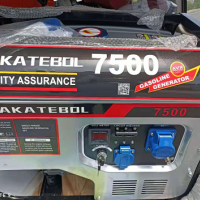 AKATEBOL 7500
ITY ASSURANCE
GASOLINE
GENERATOR
AKATEBOL
7500